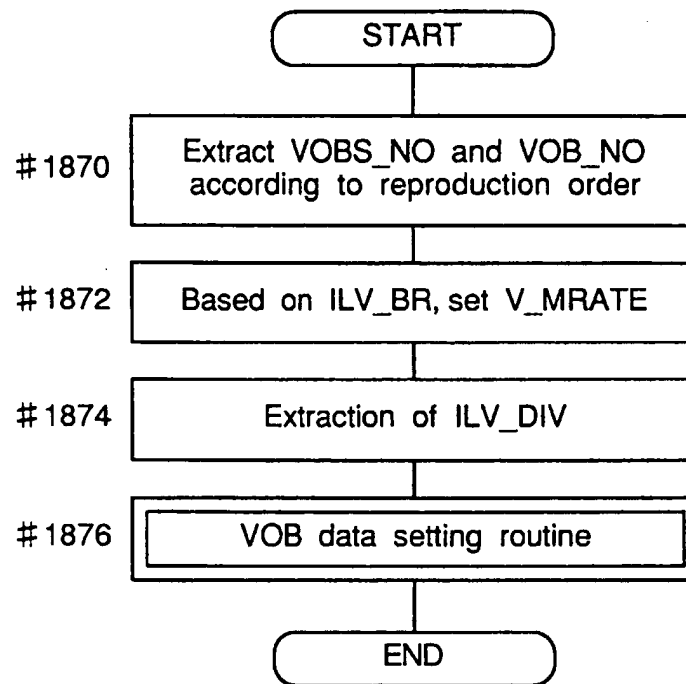 START
#1870
Extract VOBS_NO and VOB_NO
according to reproduction order
#1872
Based on ILV_BR, set V_MRATE
#1874
Extraction of ILV_DIV
#1876
VOB data setting routine
END